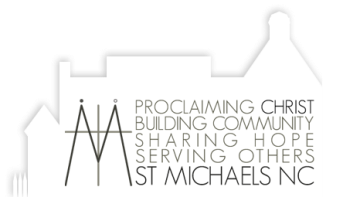 PROCLAIMING CHRIST
BUILDING COMMUNITY
SHARING HOPE
SERVING OTHERS
ST MICHAELS NC